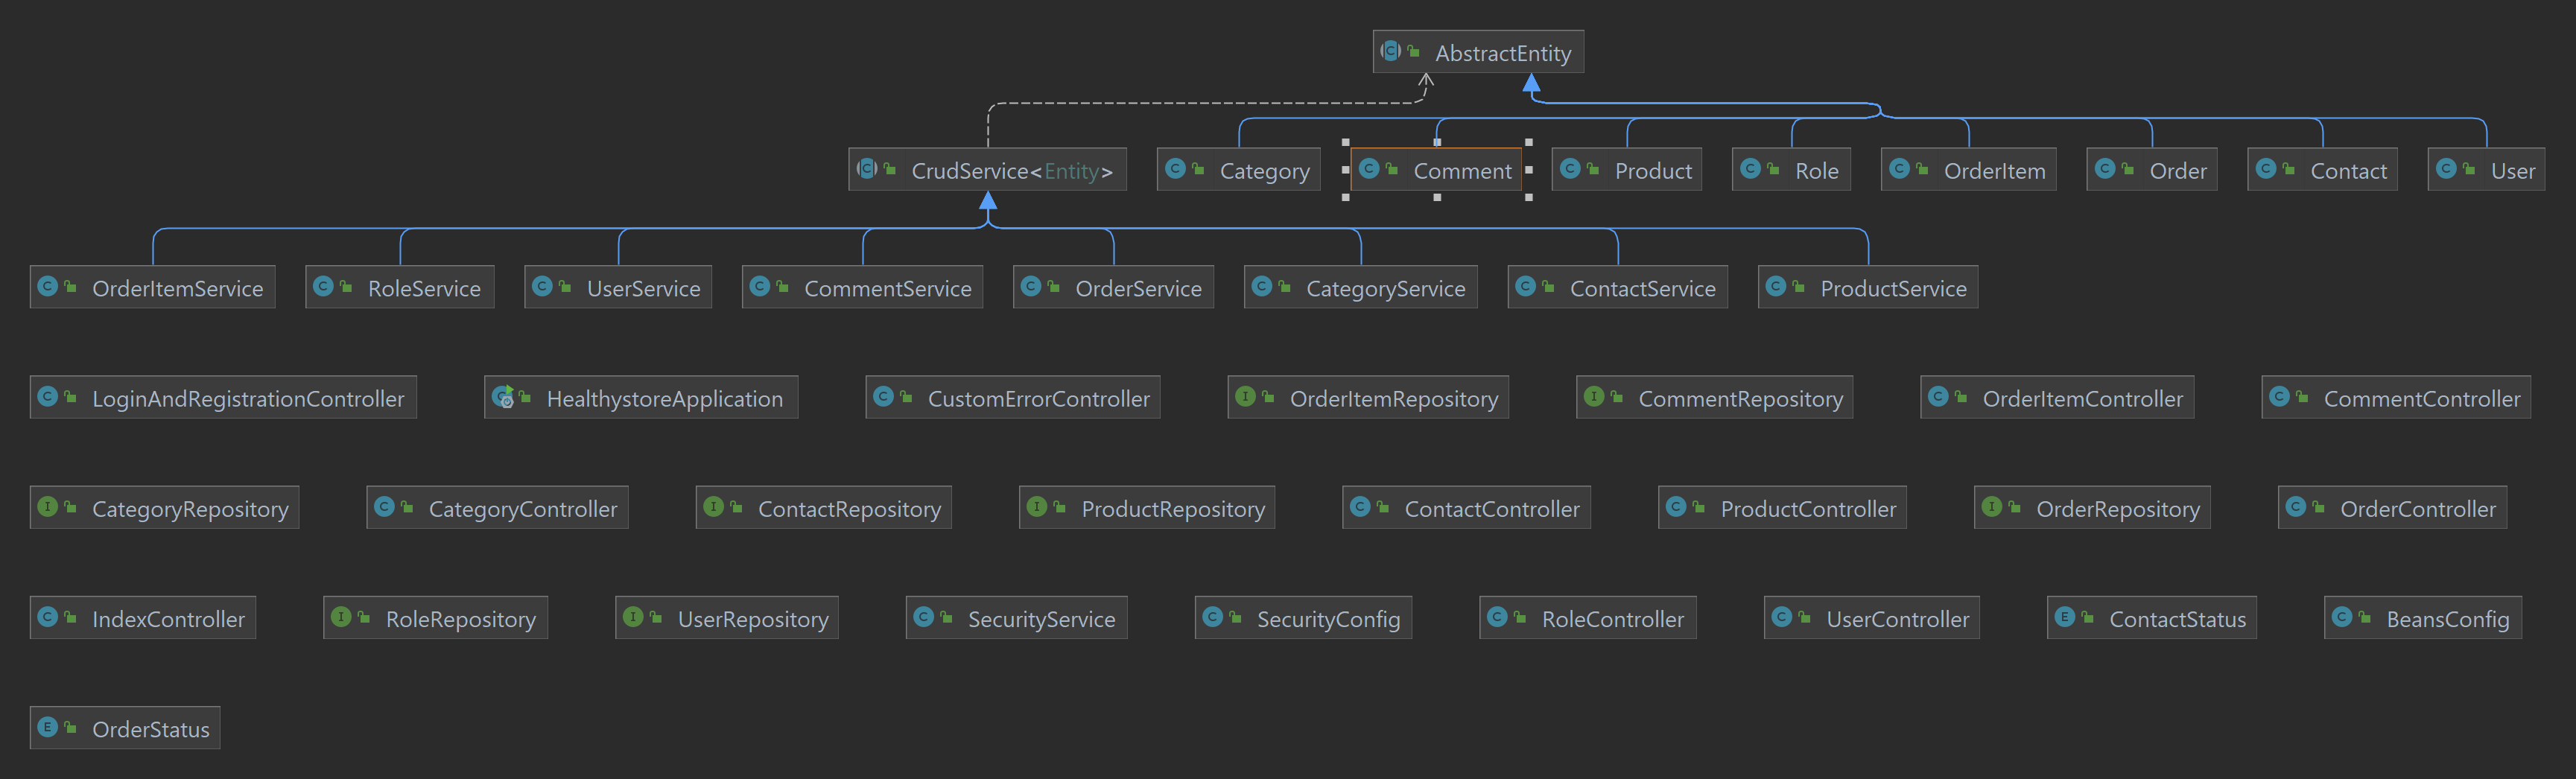 AbstractEntity
CrudService<Entity> Category Comment Product Role OrderItem Order Contact User
OrderItemService RoleService UserService CommentService OrderService CategoryService ContactService ProductService
LoginAndRegistrationController HealthystoreApplication CustomErrorController OrderItemRepository CommentRepository OrderItemController CommentController
CategoryRepository CategoryController ContactRepository ProductRepository ContactController ProductController OrderRepository OrderController
IndexController RoleRepository UserRepository SecurityService SecurityConfig RoleController UserController ContactStatus BeansConfig
OrderStatus